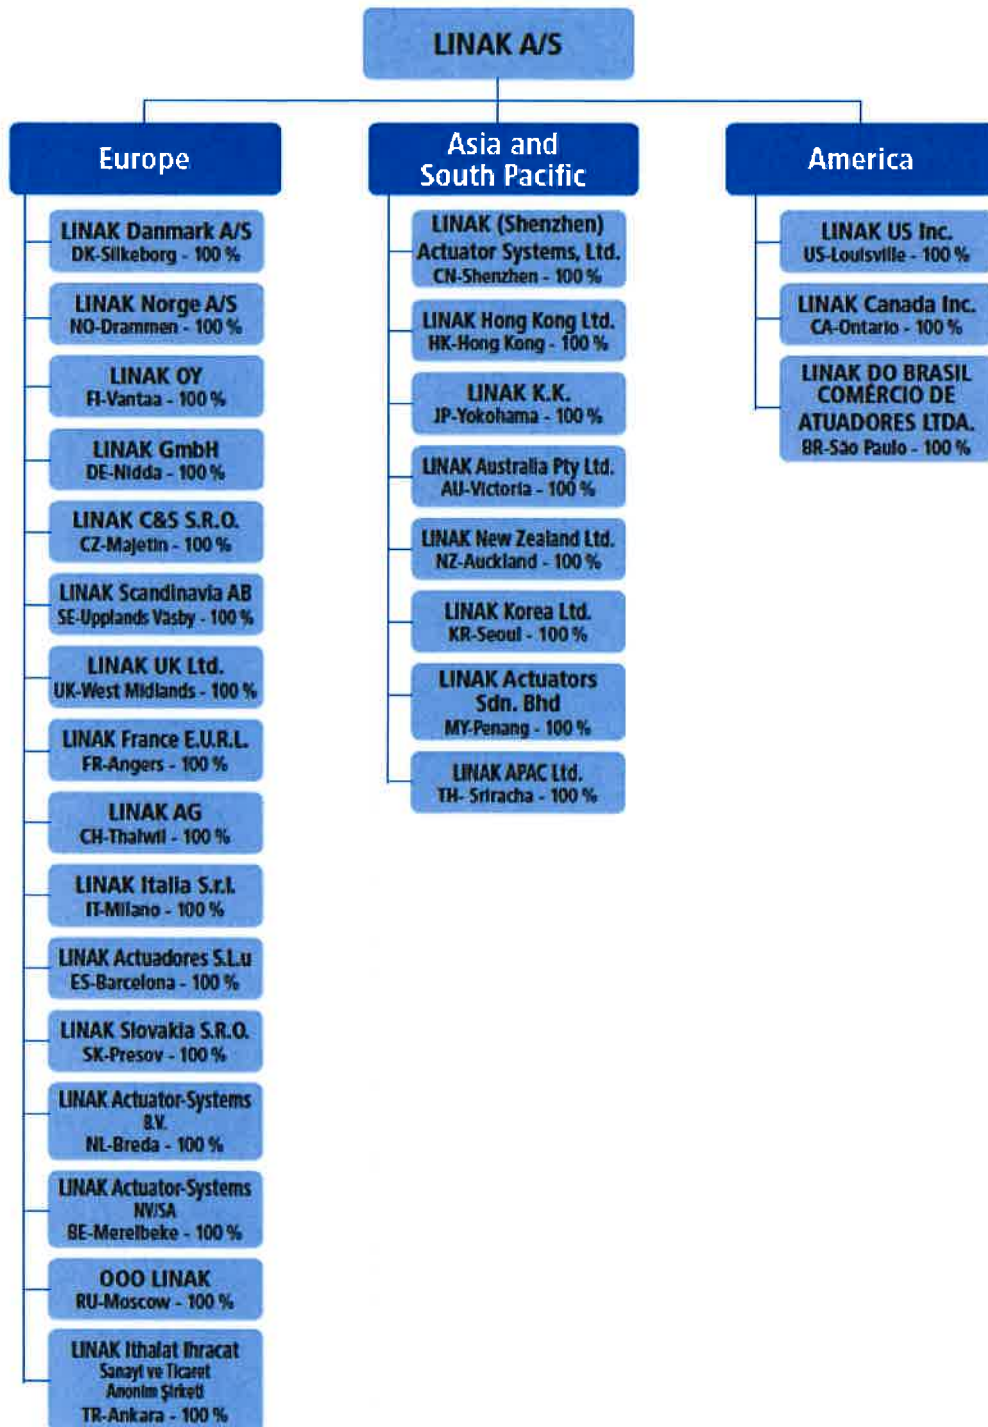 LINAK A/S
Europe
LINAK Danmark A/S
DK-Silkeborg - 100 %
LINAK Norge A/S
NO-Drammen - 100 %
LINAK OY
FI-Vantaa - 100 %
LINAK GmbH
DE-Nidda - 100 %
LINAK C&S S.R.O.
CZ-Majetin - 100 %
LINAK Scandinavia AB
SE-Upplands Väsby - 100 %
LINAK UK Ltd.
UK-West Midlands - 100 %
LINAK France E.U.R.L.
FR-Angers - 100 %
LINAK AG
CH-Thalwil - 100 %
LINAK Italia S.r.l.
IT-Milano - 100 %
LINAK Actuadores S.L.u
ES-Barcelona - 100 %
LINAK Slovakia S.R.O.
SK-Presov - 100 %
LINAK Actuator-Systems
B.V.
NL-Breda - 100 %
LINAK Actuator-Systems
NV/SA
BE-Merelbeke - 100 %
OOO LINAK
RU-Moscow - 100 %
LINAK Ithalat Ihracat
Sanayi ve Ticaret
Anonim Şirketi
TR-Ankara - 100 %
Asia and
South Pacific
LINAK (Shenzhen)
Actuator Systems, Ltd.
CN-Shenzhen - 100 %
LINAK Hong Kong Ltd.
HK-Hong Kong - 100 %
LINAK K.K.
JP-Yokohama - 100 %
LINAK Australia Pty Ltd.
AU-Victoria - 100 %
LINAK New Zealand Ltd.
NZ-Auckland - 100 %
LINAK Korea Ltd.
KR-Seoul - 100 %
LINAK Actuators
Sdn. Bhd
MY-Penang - 100 %
LINAK APAC Ltd.
TH- Sriracha - 100 %
America
LINAK US Inc.
US-Louisville - 100 %
LINAK Canada Inc.
CA-Ontario - 100 %
LINAK DO BRASIL
COMÉRCIO DE
ATUADORES LTDA.
BR-São Paulo - 100 %